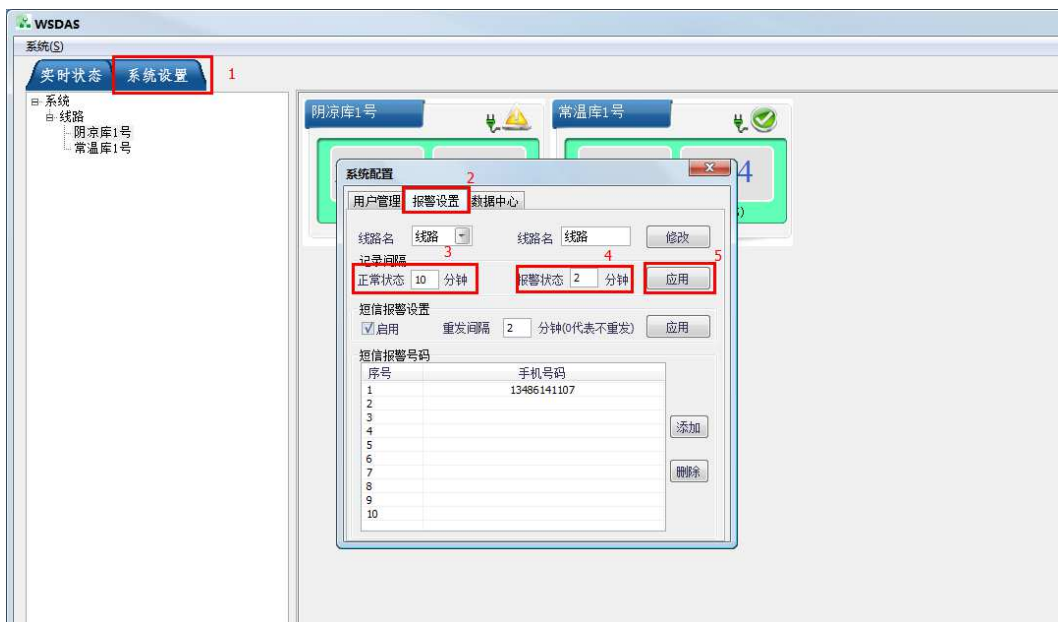 WSDAS
系统(S)
实时状态 系统设置 1
系统
线路
阴凉库1号
常温库1号
阴凉库1号 常温库1号
4
系统配置 2
用户管理 报警设置 数据中心
线路名 线路 线路名 线路 修改
记录间隔 3 4 5
正常状态 10 分钟 报警状态 2 分钟 应用
短信报警设置
启用 重发间隔 2 分钟(0代表不重发) 应用
短信报警号码
序号 手机号码
1 13486141107
2
3
4
5
6
7
8
9
10
添加
删除